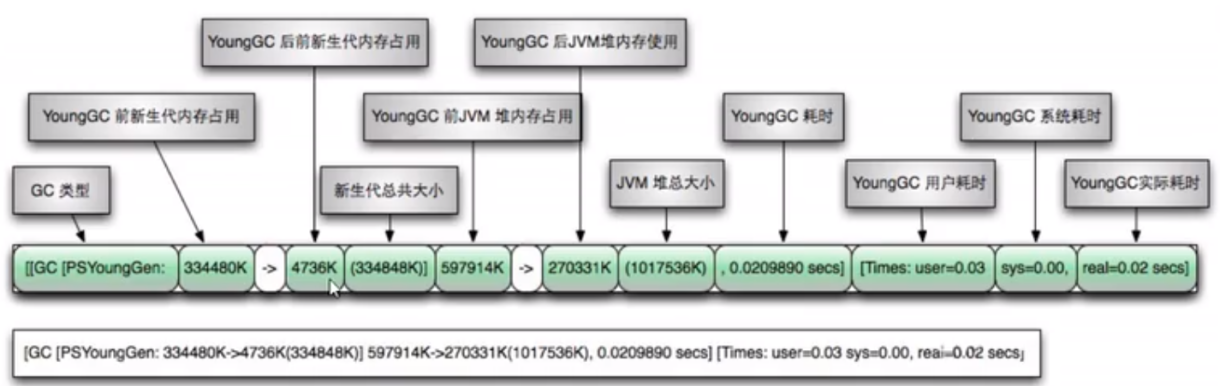 YoungGC 后前新生代内存占用
YoungGC 后JVM堆内存使用
YoungGC 前新生代内存占用
YoungGC 前JVM 堆内存占用
YoungGC 耗时
YoungGC 系统耗时
GC 类型
新生代总共大小
JVM 堆总大小
YoungGC 用户耗时
YoungGC实际耗时
[[GC [PSYoungGen: 334480K -> 4736K (334848K)] 597914K -> 270331K (1017536K) , 0.0209890 secs] [Times: user=0.03 sys=0.00, real=0.02 secs]
[GC [PSYoungGen: 334480K->4736K(334848K)] 597914K->270331K(1017536K), 0.0209890 secs] [Times: user=0.03 sys=0.00, real=0.02 secs]